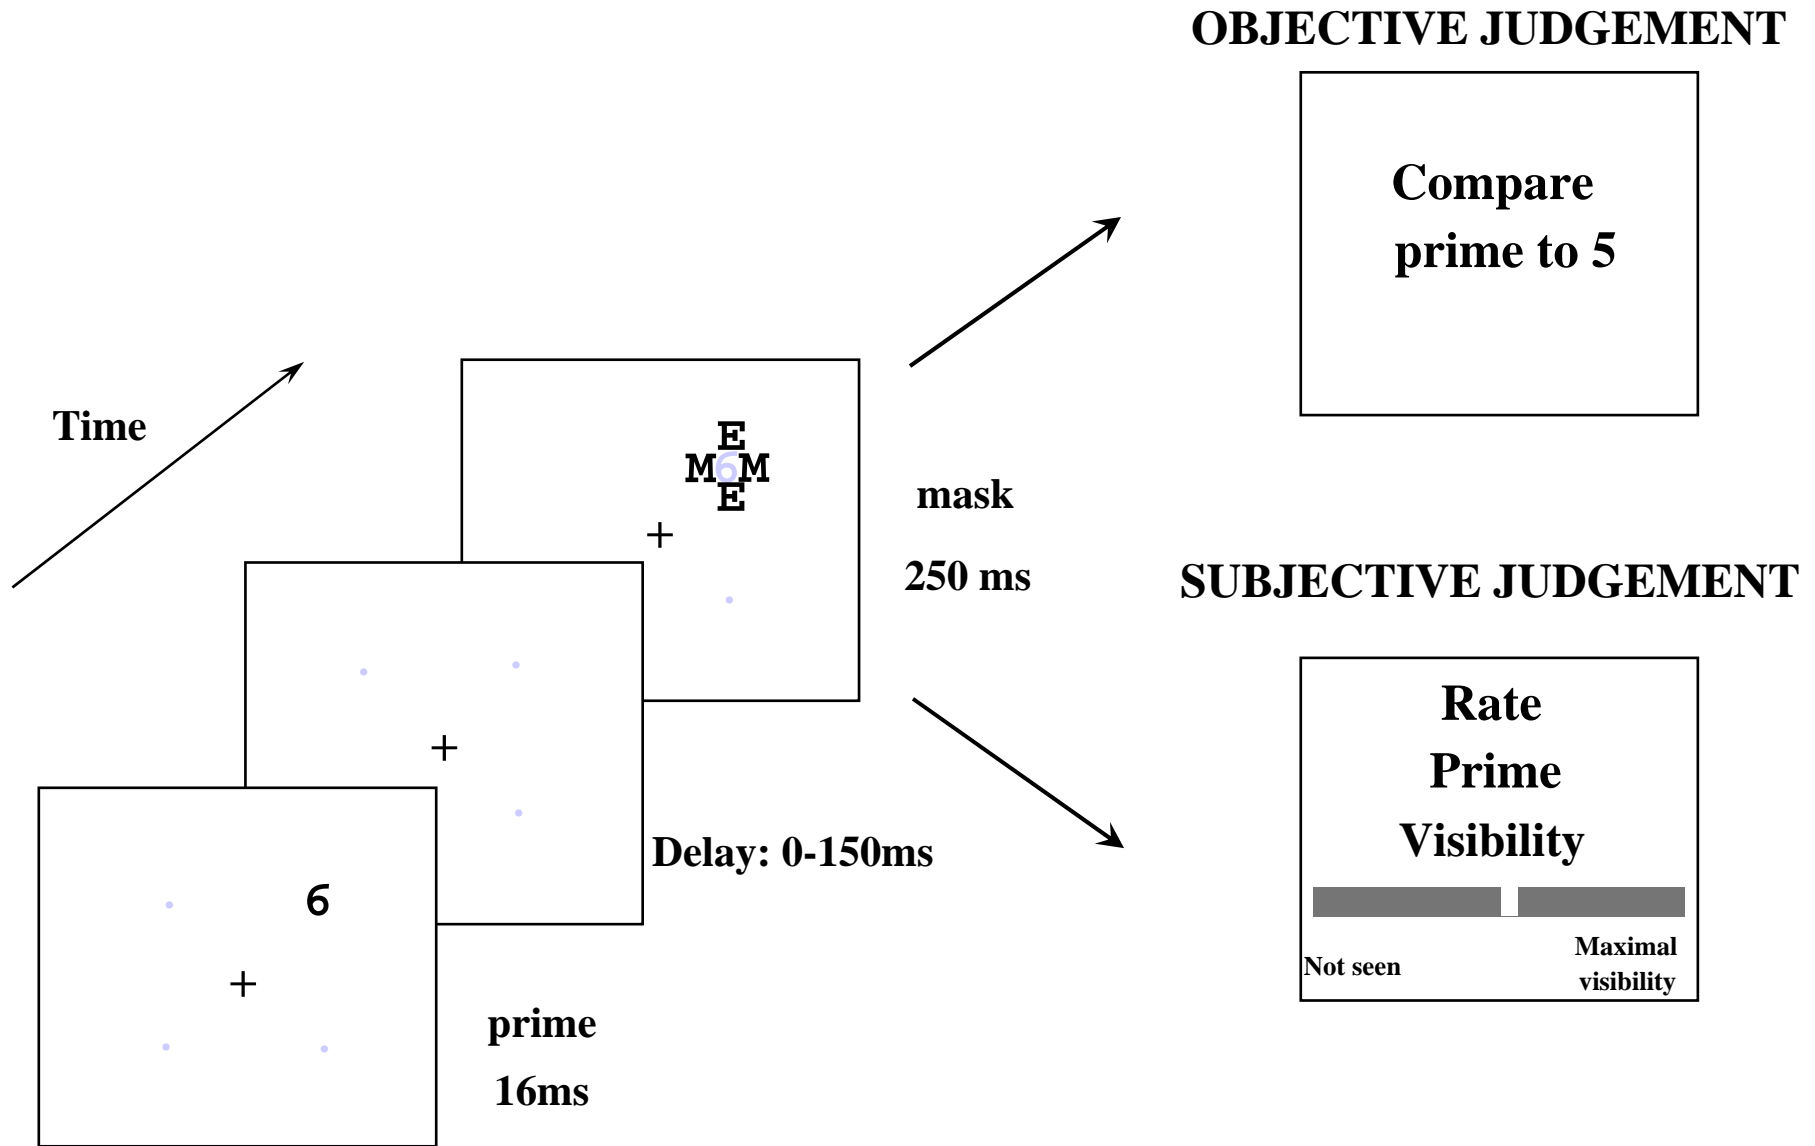 OBJECTIVE JUDGEMENT
Compare
prime to 5
Time
E
M6M
E
mask
250 ms
SUBJECTIVE JUDGEMENT
Rate
Prime
Visibility
Not seen
Maximal
visibility
Delay: 0-150ms
6
prime
16ms